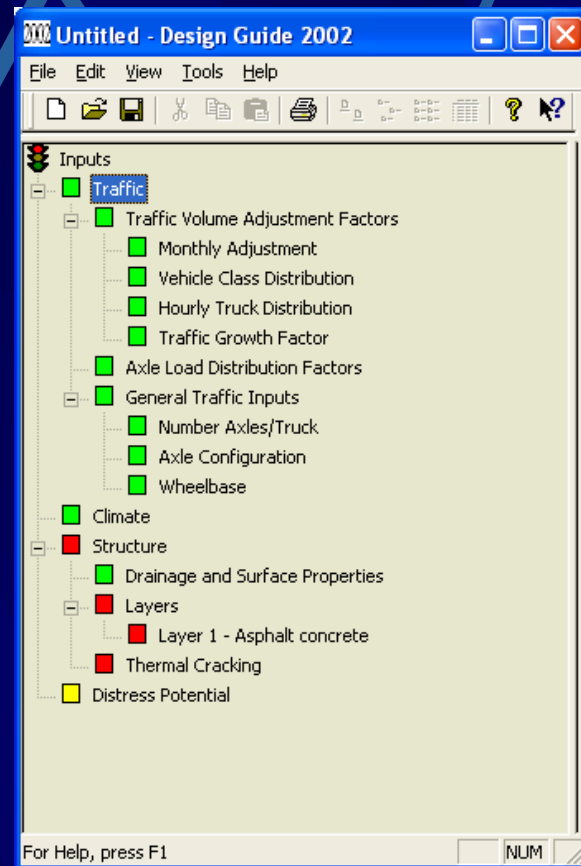 Untitled - Design Guide 2002
File Edit View Tools Help
Inputs
Traffic
Traffic Volume Adjustment Factors
Monthly Adjustment
Vehicle Class Distribution
Hourly Truck Distribution
Traffic Growth Factor
Axle Load Distribution Factors
General Traffic Inputs
Number Axles/Truck
Axle Configuration
Wheelbase
Climate
Structure
Drainage and Surface Properties
Layers
Layer 1 - Asphalt concrete
Thermal Cracking
Distress Potential
For Help, press F1 NUM